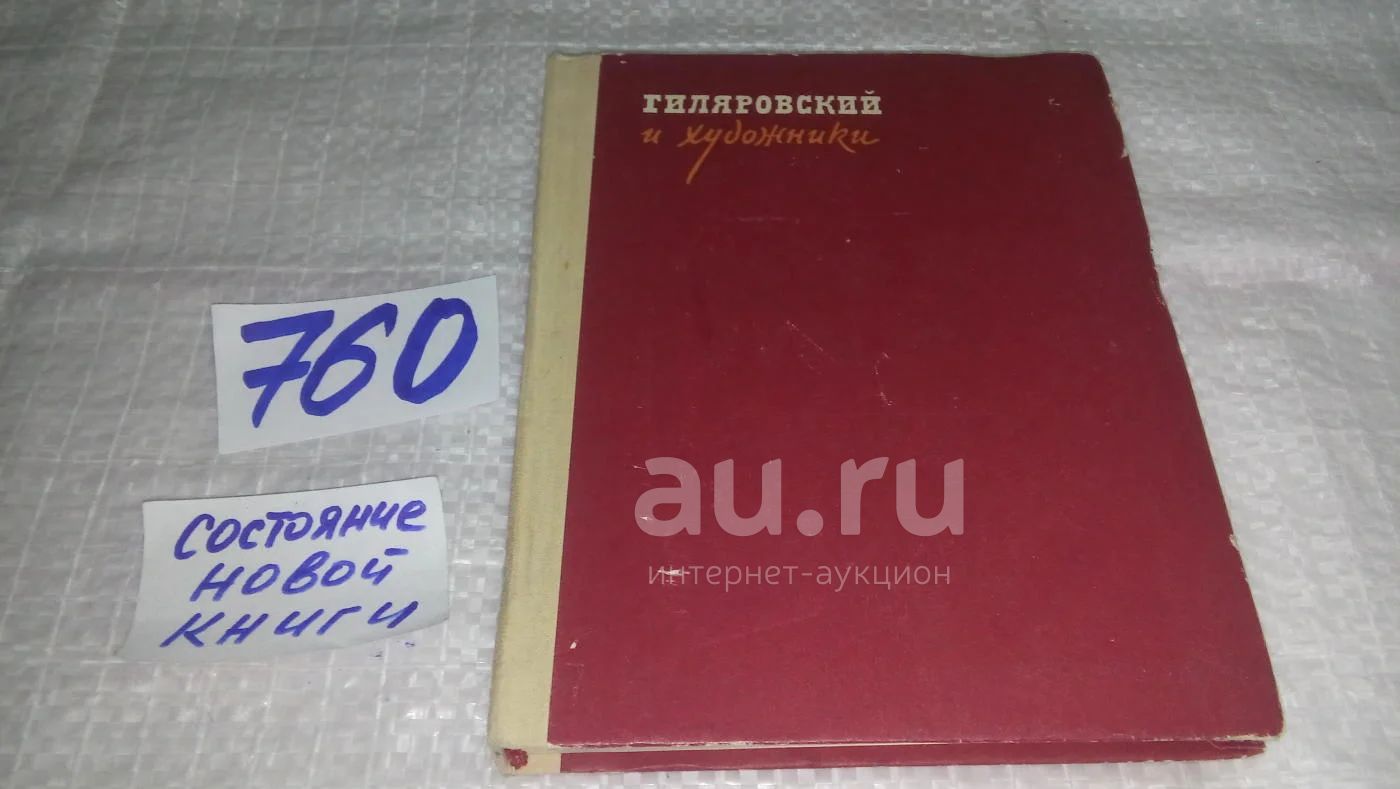 ГИЛЯРОВСКИЙ
и художники
760
Состояние
новой
книги
au.ru
интернет-аукцион